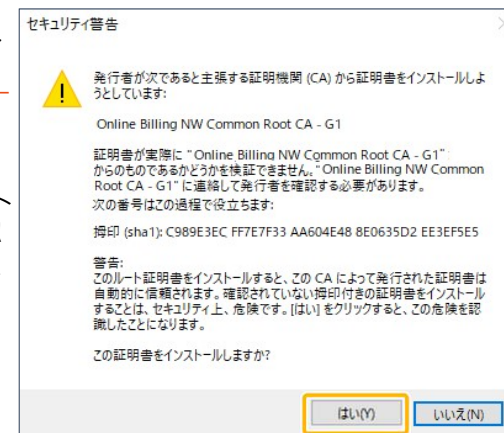 セキュリティ警告
発行者が次であると主張する証明機関 (CA) から証明書をインストールしよ
うとしています:
Online Billing NW Common Root CA - G1
証明書が実際に "Online Billing NW Common Root CA - G1"
からのものであるかどうかを検証できません。"Online Billing NW Common
Root CA - G1" に連絡して発行者を確認する必要があります。
次の番号はこの過程で役立ちます:
拇印 (sha1): C989E3EC FF7E7F33 AA604E48 8E0635D2 EE3EF5E5
警告:
このルート証明書をインストールすると、この CA によって発行された証明書は
自動的に信頼されます。確認されていない拇印付きの証明書をインストール
することは、セキュリティ上、危険です。[はい] をクリックすると、この危険を認
識したことになります。
この証明書をインストールしますか?
はい(Y)
いいえ(N)